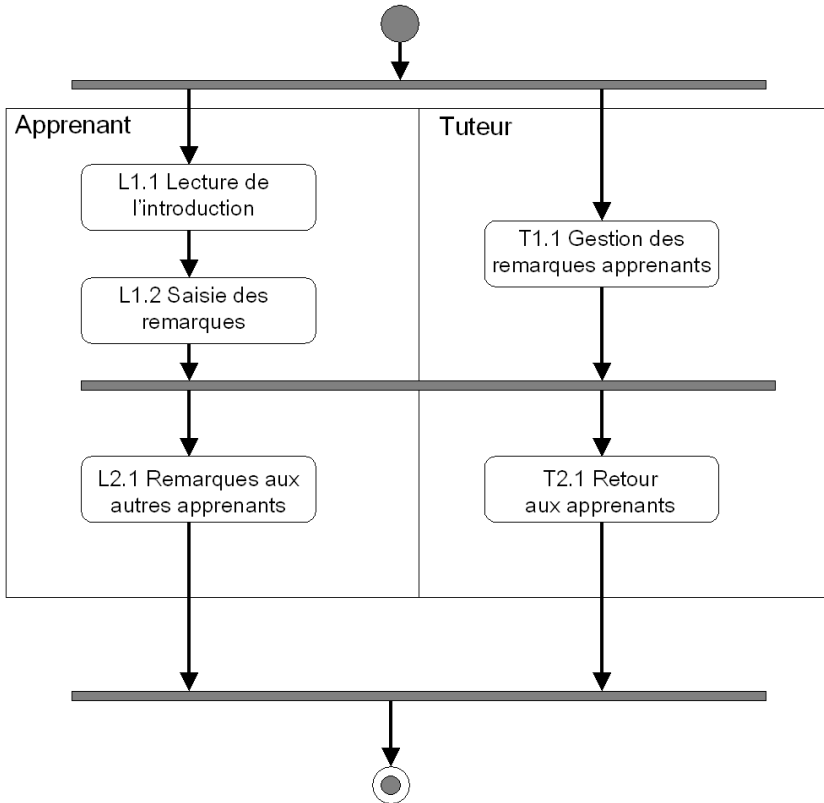 Apprenant
Tuteur
L1.1 Lecture de
l'introduction
T1.1 Gestion des
remarques apprenants
L1.2 Saisie des
remarques
L2.1 Remarques aux
autres apprenants
T2.1 Retour
aux apprenants